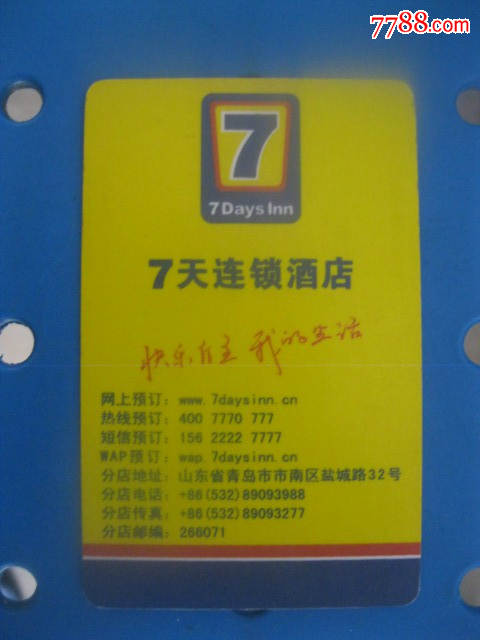 7788.com
7
7Days Inn
7天连锁酒店
快乐自主 我的生活
网上预订：www.7daysinn.cn
热线预订：400 7770 777
短信预订：156 2222 7777
WAP预订：wap.7daysinn.cn
分店地址：山东省青岛市市南区盐城路32号
分店电话：+86(532)89093988
分店传真：+86(532)89093277
分店邮编：266071